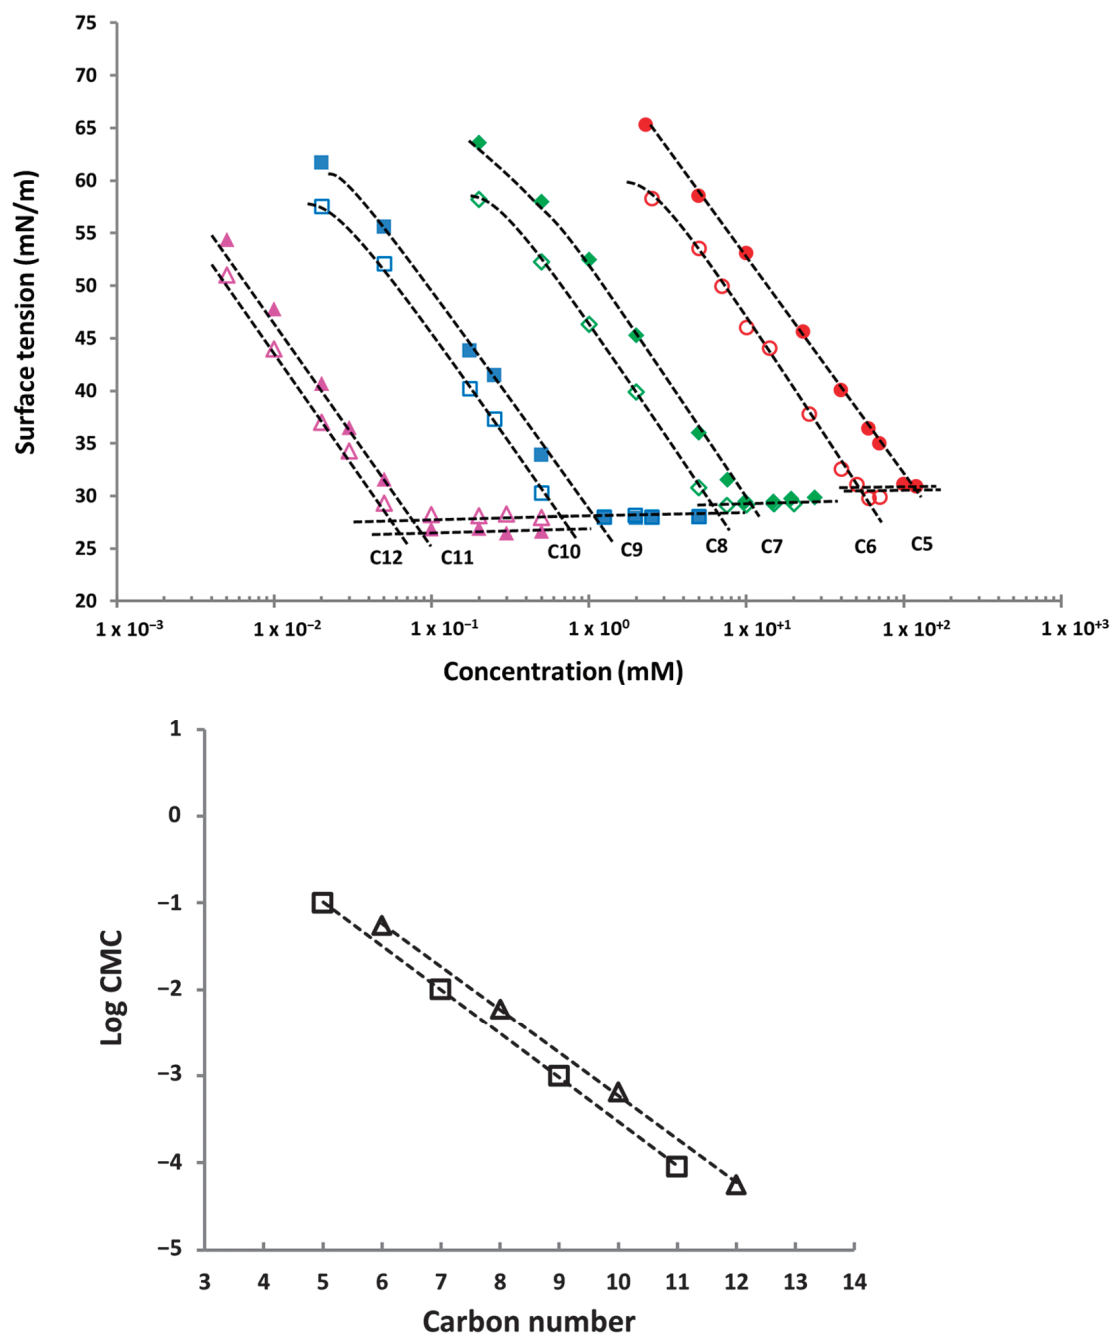 75
70
65
60
55
50
45
40
35
30
25
20
Surface tension (mN/m)
C12 C11 C10 C9 C8 C7 C6 C5
1 x 10⁻³ 1 x 10⁻² 1 x 10⁻¹ 1 x 10⁰ 1 x 10⁺¹ 1 x 10⁺² 1 x 10⁺³
Concentration (mM)
1
0
−1
−2
−3
−4
−5
Log CMC
3 4 5 6 7 8 9 10 11 12 13 14
Carbon number